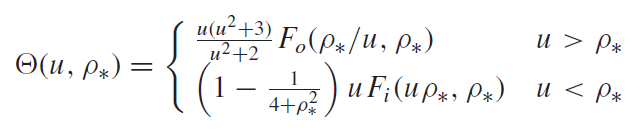 Θ(u, ρ∗) = { u(u²+3)/u²+2 F_o(ρ∗/u, ρ∗) u > ρ∗
(1 − 1/4+ρ∗²) u F_i(uρ∗, ρ∗) u < ρ∗